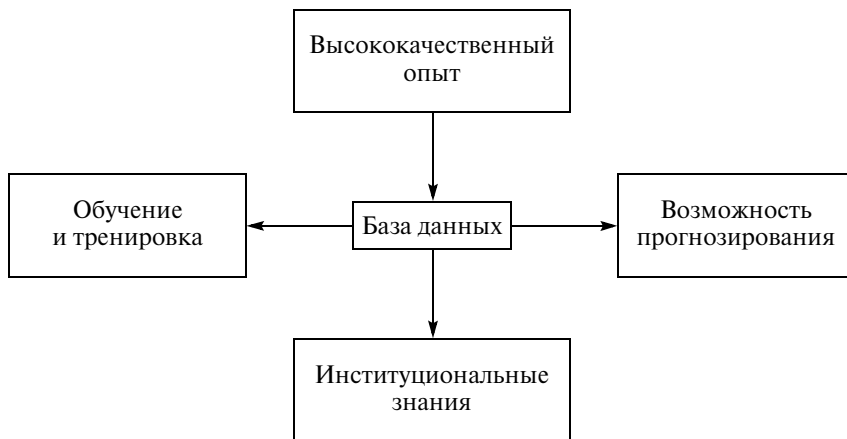 Высококачественный
опыт
Обучение
и тренировка
База данных
Возможность
прогнозирования
Институциональные
знания